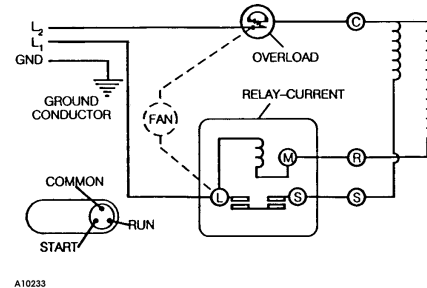 L2
L1
GND
GROUND
CONDUCTOR
OVERLOAD
C
RELAY-CURRENT
FAN
M
R
L
S
S
COMMON
RUN
START
A10233